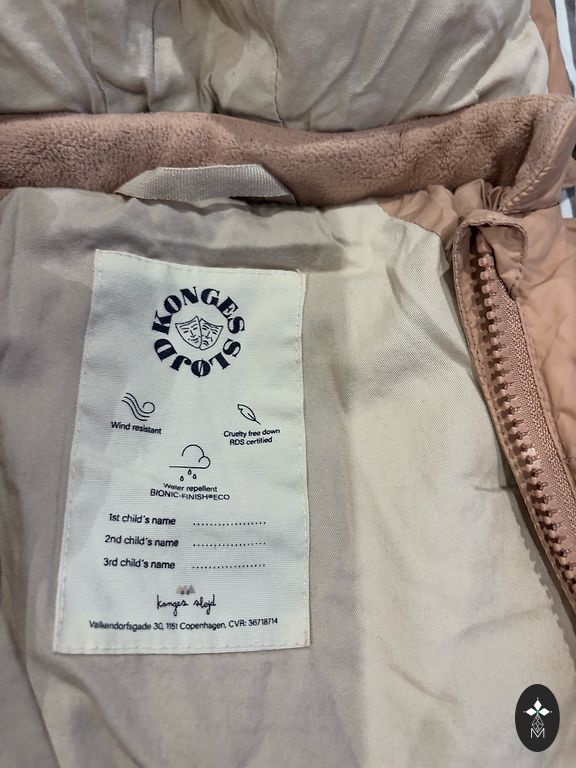 KONGES SLØJD
Wind resistant
Cruelty free down
RDS certified
Water repellent
BIONIC-FINISH®ECO
1st child's name ....................
2nd child's name ....................
3rd child's name ....................
konges sløjd
Valkendorfsgade 30, 1151 Copenhagen, CVR: 36718714
M